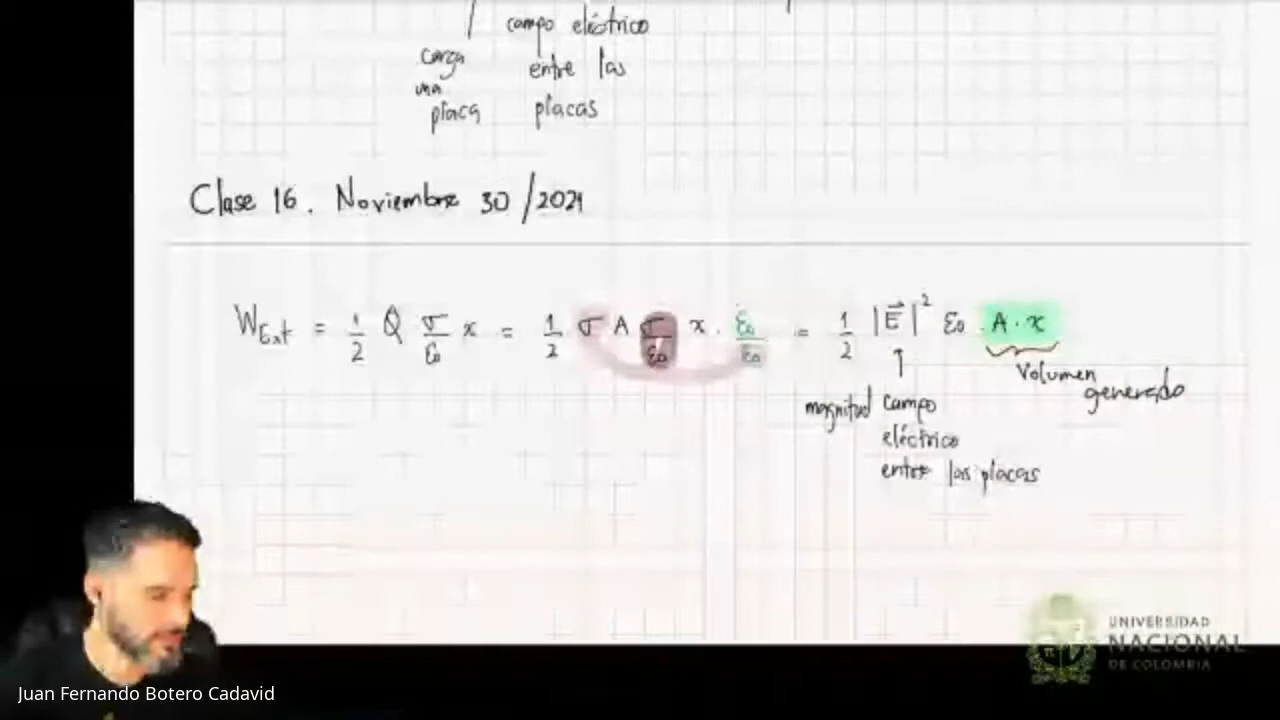 campo eléctrico
carga entre las
una
placa placas
Clase 16. Noviembre 30/2021
W_Ext = 1/2 Q σ/ε₀ x = 1/2 σ A σ/ε₀ x · ε₀/ε₀ = 1/2 |E⃗|² ε₀ · A · x
Volumen generado
magnitud campo
eléctrico
entre las placas
UNIVERSIDAD
NACIONAL
DE COLOMBIA
Juan Fernando Botero Cadavid